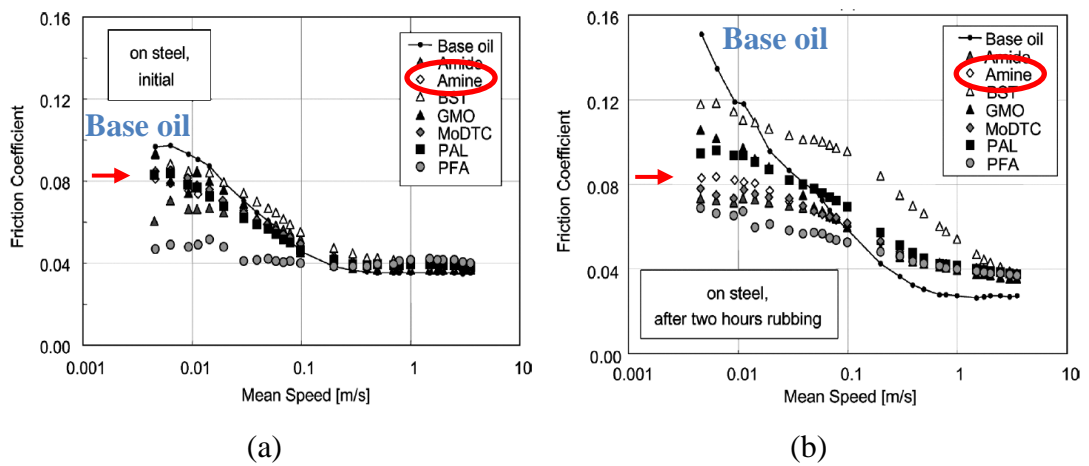 0.16
0.12
0.08
0.04
0.00
Friction Coefficient
on steel,
initial
Base oil
Base oil
Amide
Amine
BST
GMO
MoDTC
PAL
PFA
0.001
0.01
0.1
1
10
Mean Speed [m/s]
(a)
0.16
0.12
0.08
0.04
0.00
Friction Coefficient
Base oil
Base oil
Amide
Amine
BST
GMO
MoDTC
PAL
PFA
on steel,
after two hours rubbing
0.001
0.01
0.1
1
10
Mean Speed [m/s]
(b)